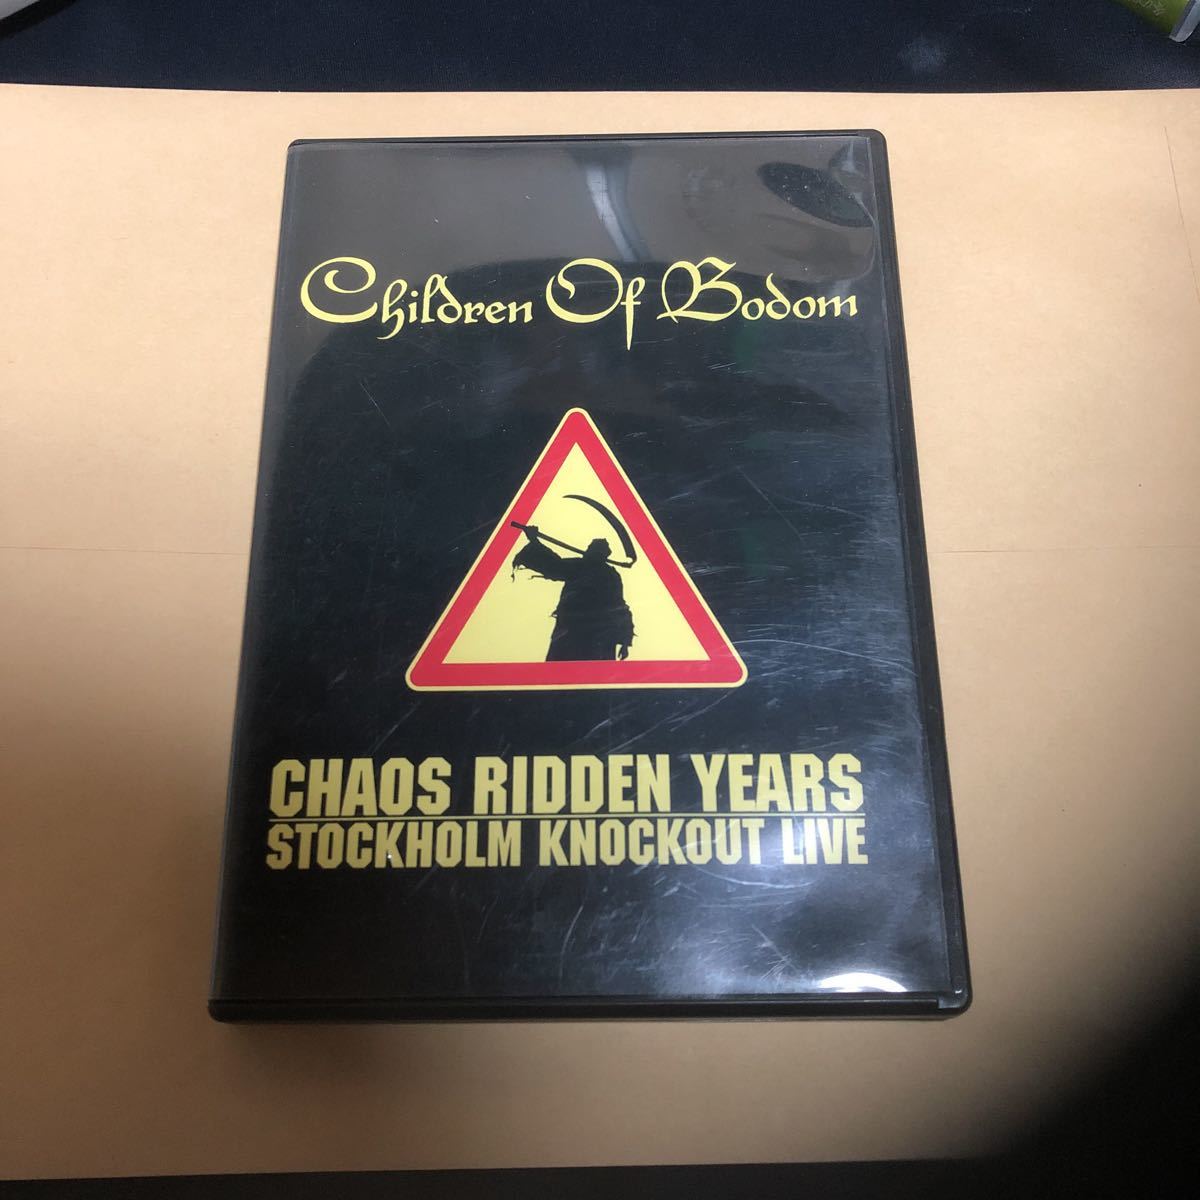 Children Of Bodom
CHAOS RIDDEN YEARS
STOCKHOLM KNOCKOUT LIVE